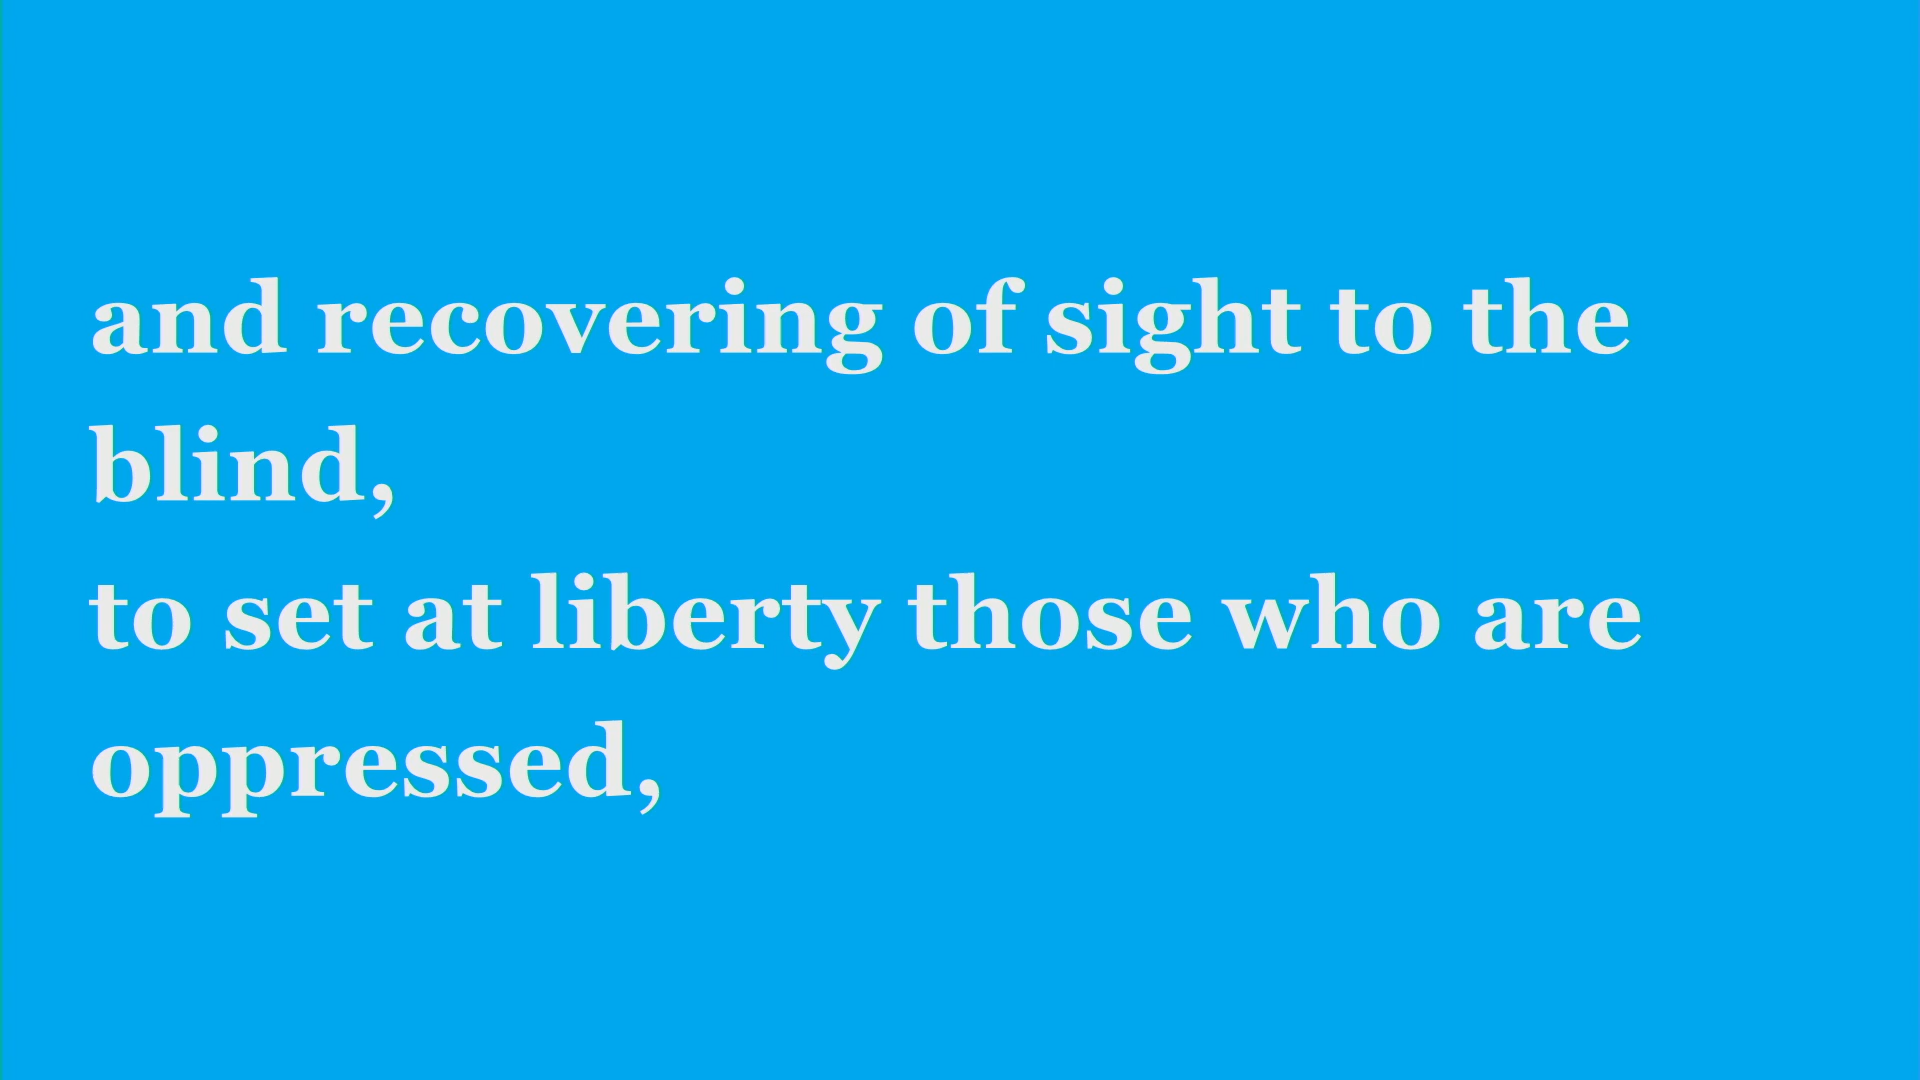 and recovering of sight to the
blind,
to set at liberty those who are
oppressed,